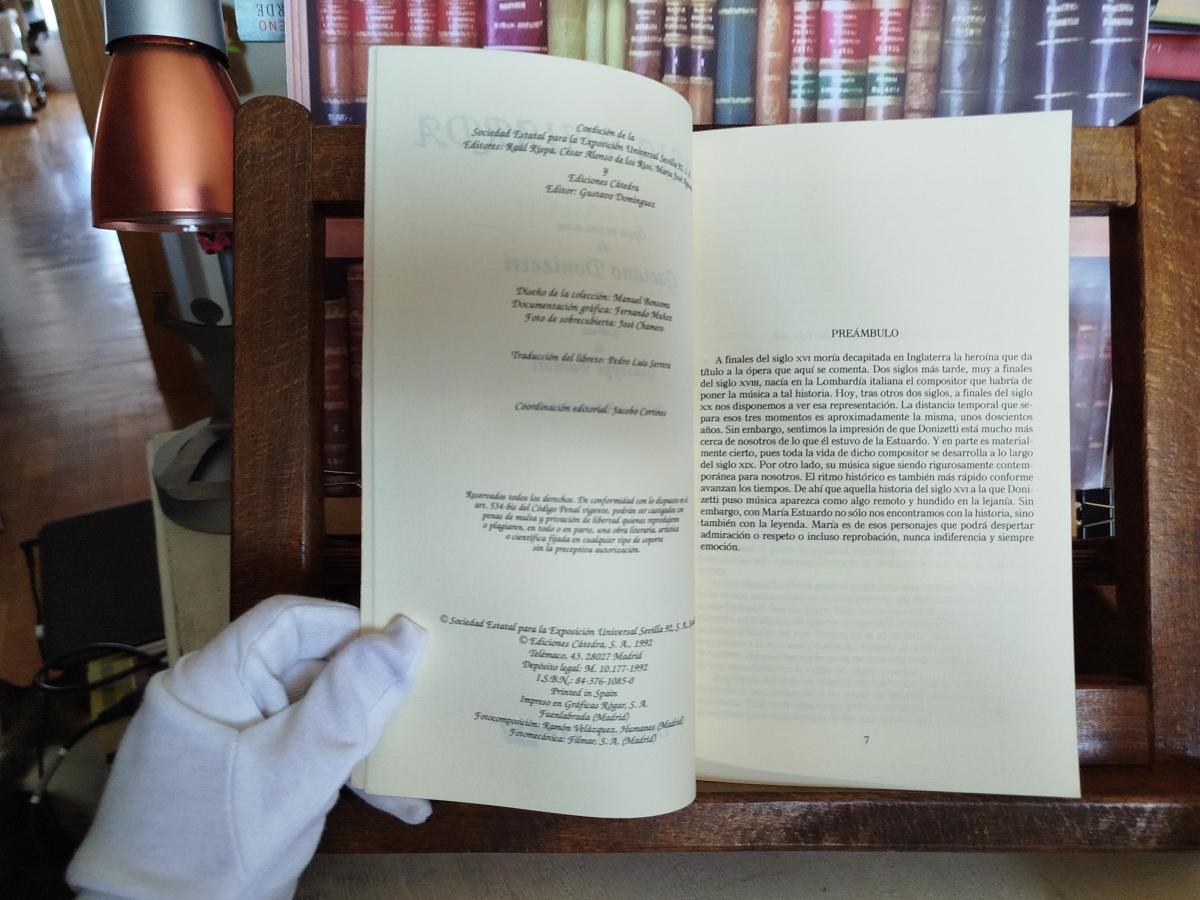 Coedición de la
Sociedad Estatal para la Exposición Universal Sevilla 92, S. A.
Editores: Raúl Rispa, César Alonso de los Ríos, María José
y
Ediciones Cátedra
Editor: Gustavo Domínguez
Gaetano Donizetti
Diseño de la colección: Manuel Bonsoms
Documentación gráfica: Fernando Muñoz
Foto de sobrecubierta: José Chamero
Traducción del libreto: Pedro Luis Serrera
Coordinación editorial: Jacobo Cortines
Reservados todos los derechos. De conformidad con lo dispuesto en el
art. 534-bis del Código Penal vigente, podrán ser castigados con
penas de multa y privación de libertad quienes reprodujeren
o plagiaren, en todo o en parte, una obra literaria, artística
o científica fijada en cualquier tipo de soporte
sin la preceptiva autorización.
© Sociedad Estatal para la Exposición Universal Sevilla 92, S.A.
© Ediciones Cátedra, S. A., 1992
Telémaco, 43. 28027 Madrid
Depósito legal: M. 10.177-1992
I.S.B.N.: 84-376-1085-0
Printed in Spain
Impreso en Gráficas Rógar, S. A.
Fuenlabrada (Madrid)
Fotocomposición: Ramón Velázquez. Humanes (Madrid)
Fotomecánica: Filmar, S. A. (Madrid)
PREÁMBULO
A finales del siglo XVI moría decapitada en Inglaterra la heroína que da
título a la ópera que aquí se comenta. Dos siglos más tarde, muy a finales
del siglo XVIII, nacía en la Lombardía italiana el compositor que habría de
poner la música a tal historia. Hoy, tras otros dos siglos, a finales del siglo
XX nos disponemos a ver esa representación. La distancia temporal que se-
para esos tres momentos es aproximadamente la misma, unos doscientos
años. Sin embargo, sentimos la impresión de que Donizetti está mucho más
cerca de nosotros de lo que él estuvo de la Estuardo. Y en parte es material-
mente cierto, pues toda la vida de dicho compositor se desarrolla a lo largo
del siglo XIX. Por otro lado, su música sigue siendo rigurosamente contem-
poránea para nosotros. El ritmo histórico es también más rápido conforme
avanzan los tiempos. De ahí que aquella historia del siglo XVI a la que Doni-
zetti puso música aparezca como algo remoto y hundido en la lejanía. Sin
embargo, con María Estuardo no sólo nos encontramos con la historia, sino
también con la leyenda. María es de esos personajes que podrá despertar
admiración o respeto o incluso reprobación, nunca indiferencia y siempre
emoción.
7